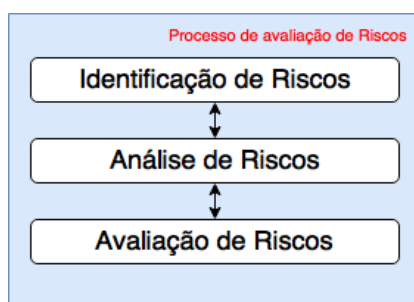 Processo de avaliação de Riscos
Identificação de Riscos
Análise de Riscos
Avaliação de Riscos